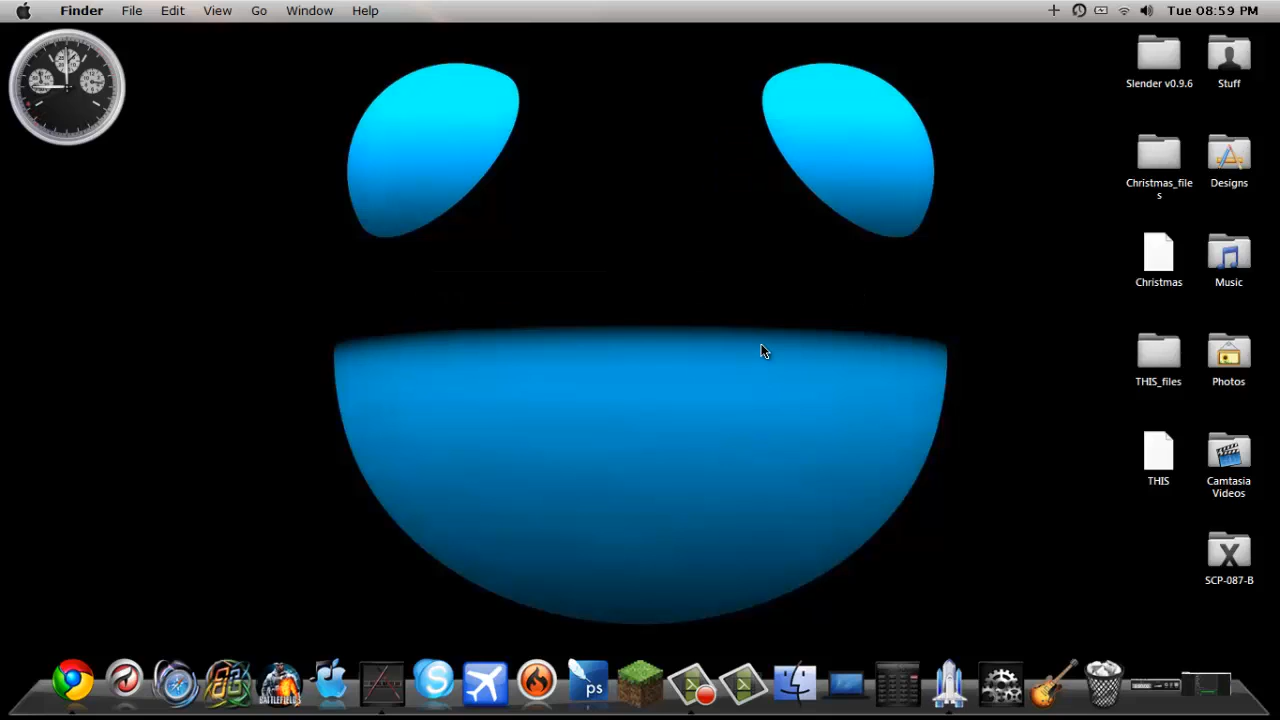 Finder File Edit View Go Window Help Tue 08:59 PM
Slender v0.9.6
Stuff
Christmas_file
s
Designs
Christmas
Music
THIS_files
Photos
THIS
Camtasia
Videos
SCP-087-B
ps